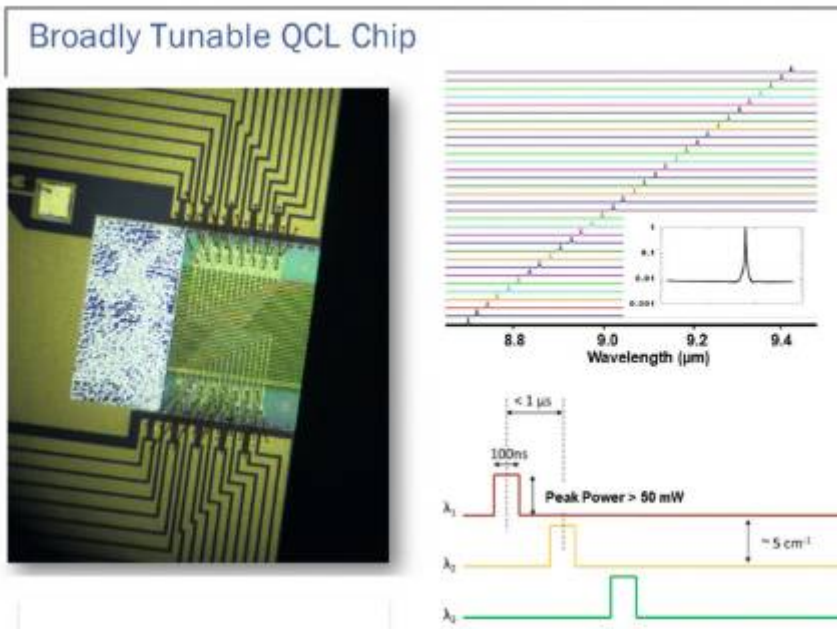 Broadly Tunable QCL Chip
1
0.1
0.01
0.001
8.8 9.0 9.2 9.4
Wavelength (µm)
< 1 µs
100ns
Peak Power > 50 mW
λ₁
≈ 5 cm⁻¹
λ₂
λ₃